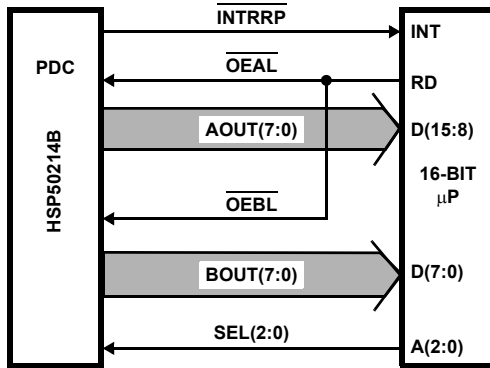 INTRRP
INT
PDC
HSP50214B
OEAL
RD
AOUT(7:0)
D(15:8)
16-BIT
μP
OEBL
BOUT(7:0)
D(7:0)
SEL(2:0)
A(2:0)